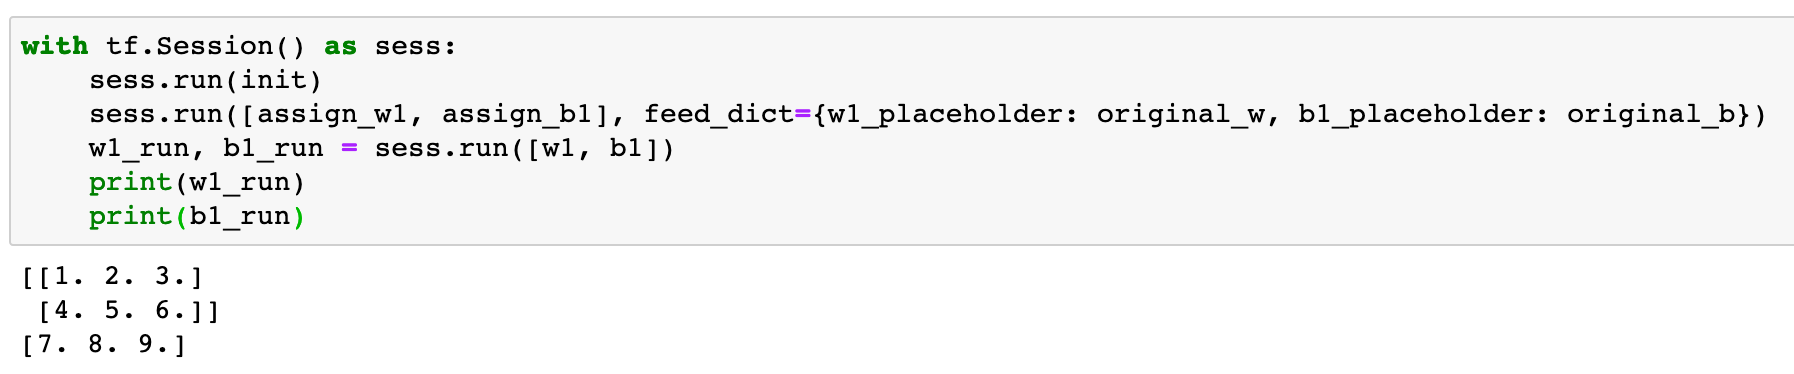 with tf.Session() as sess:
    sess.run(init)
    sess.run([assign_w1, assign_b1], feed_dict={w1_placeholder: original_w, b1_placeholder: original_b})
    w1_run, b1_run = sess.run([w1, b1])
    print(w1_run)
    print(b1_run)
[[1. 2. 3.]
 [4. 5. 6.]]
[7. 8. 9.]